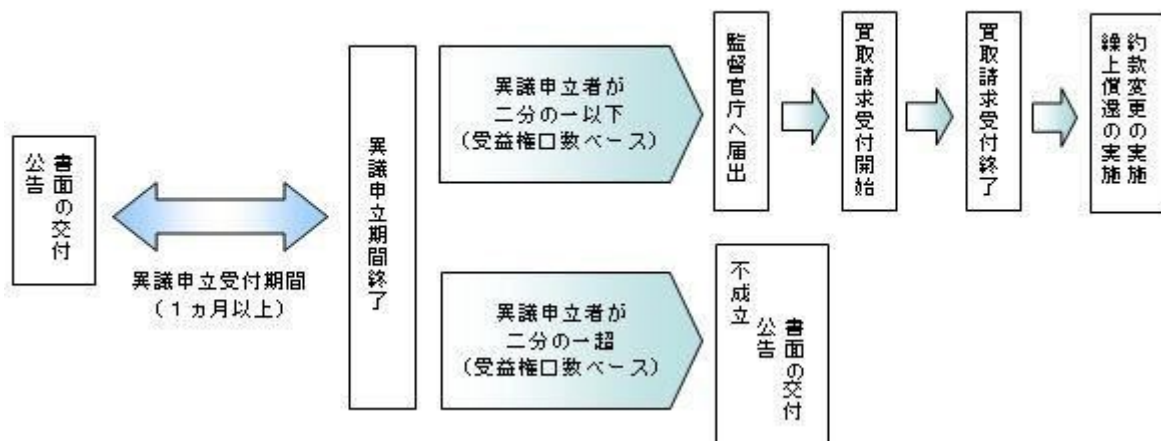 書面の交付
公告
異議申立受付期間
(1ヵ月以上)
異議申立期間終了
異議申立者が
二分の一以下
(受益権口数ベース)
監督官庁へ届出
買取請求受付開始
買取請求受付終了
約款変更の実施
繰上償還の実施
異議申立者が
二分の一超
(受益権口数ベース)
書面の交付
公告
不成立